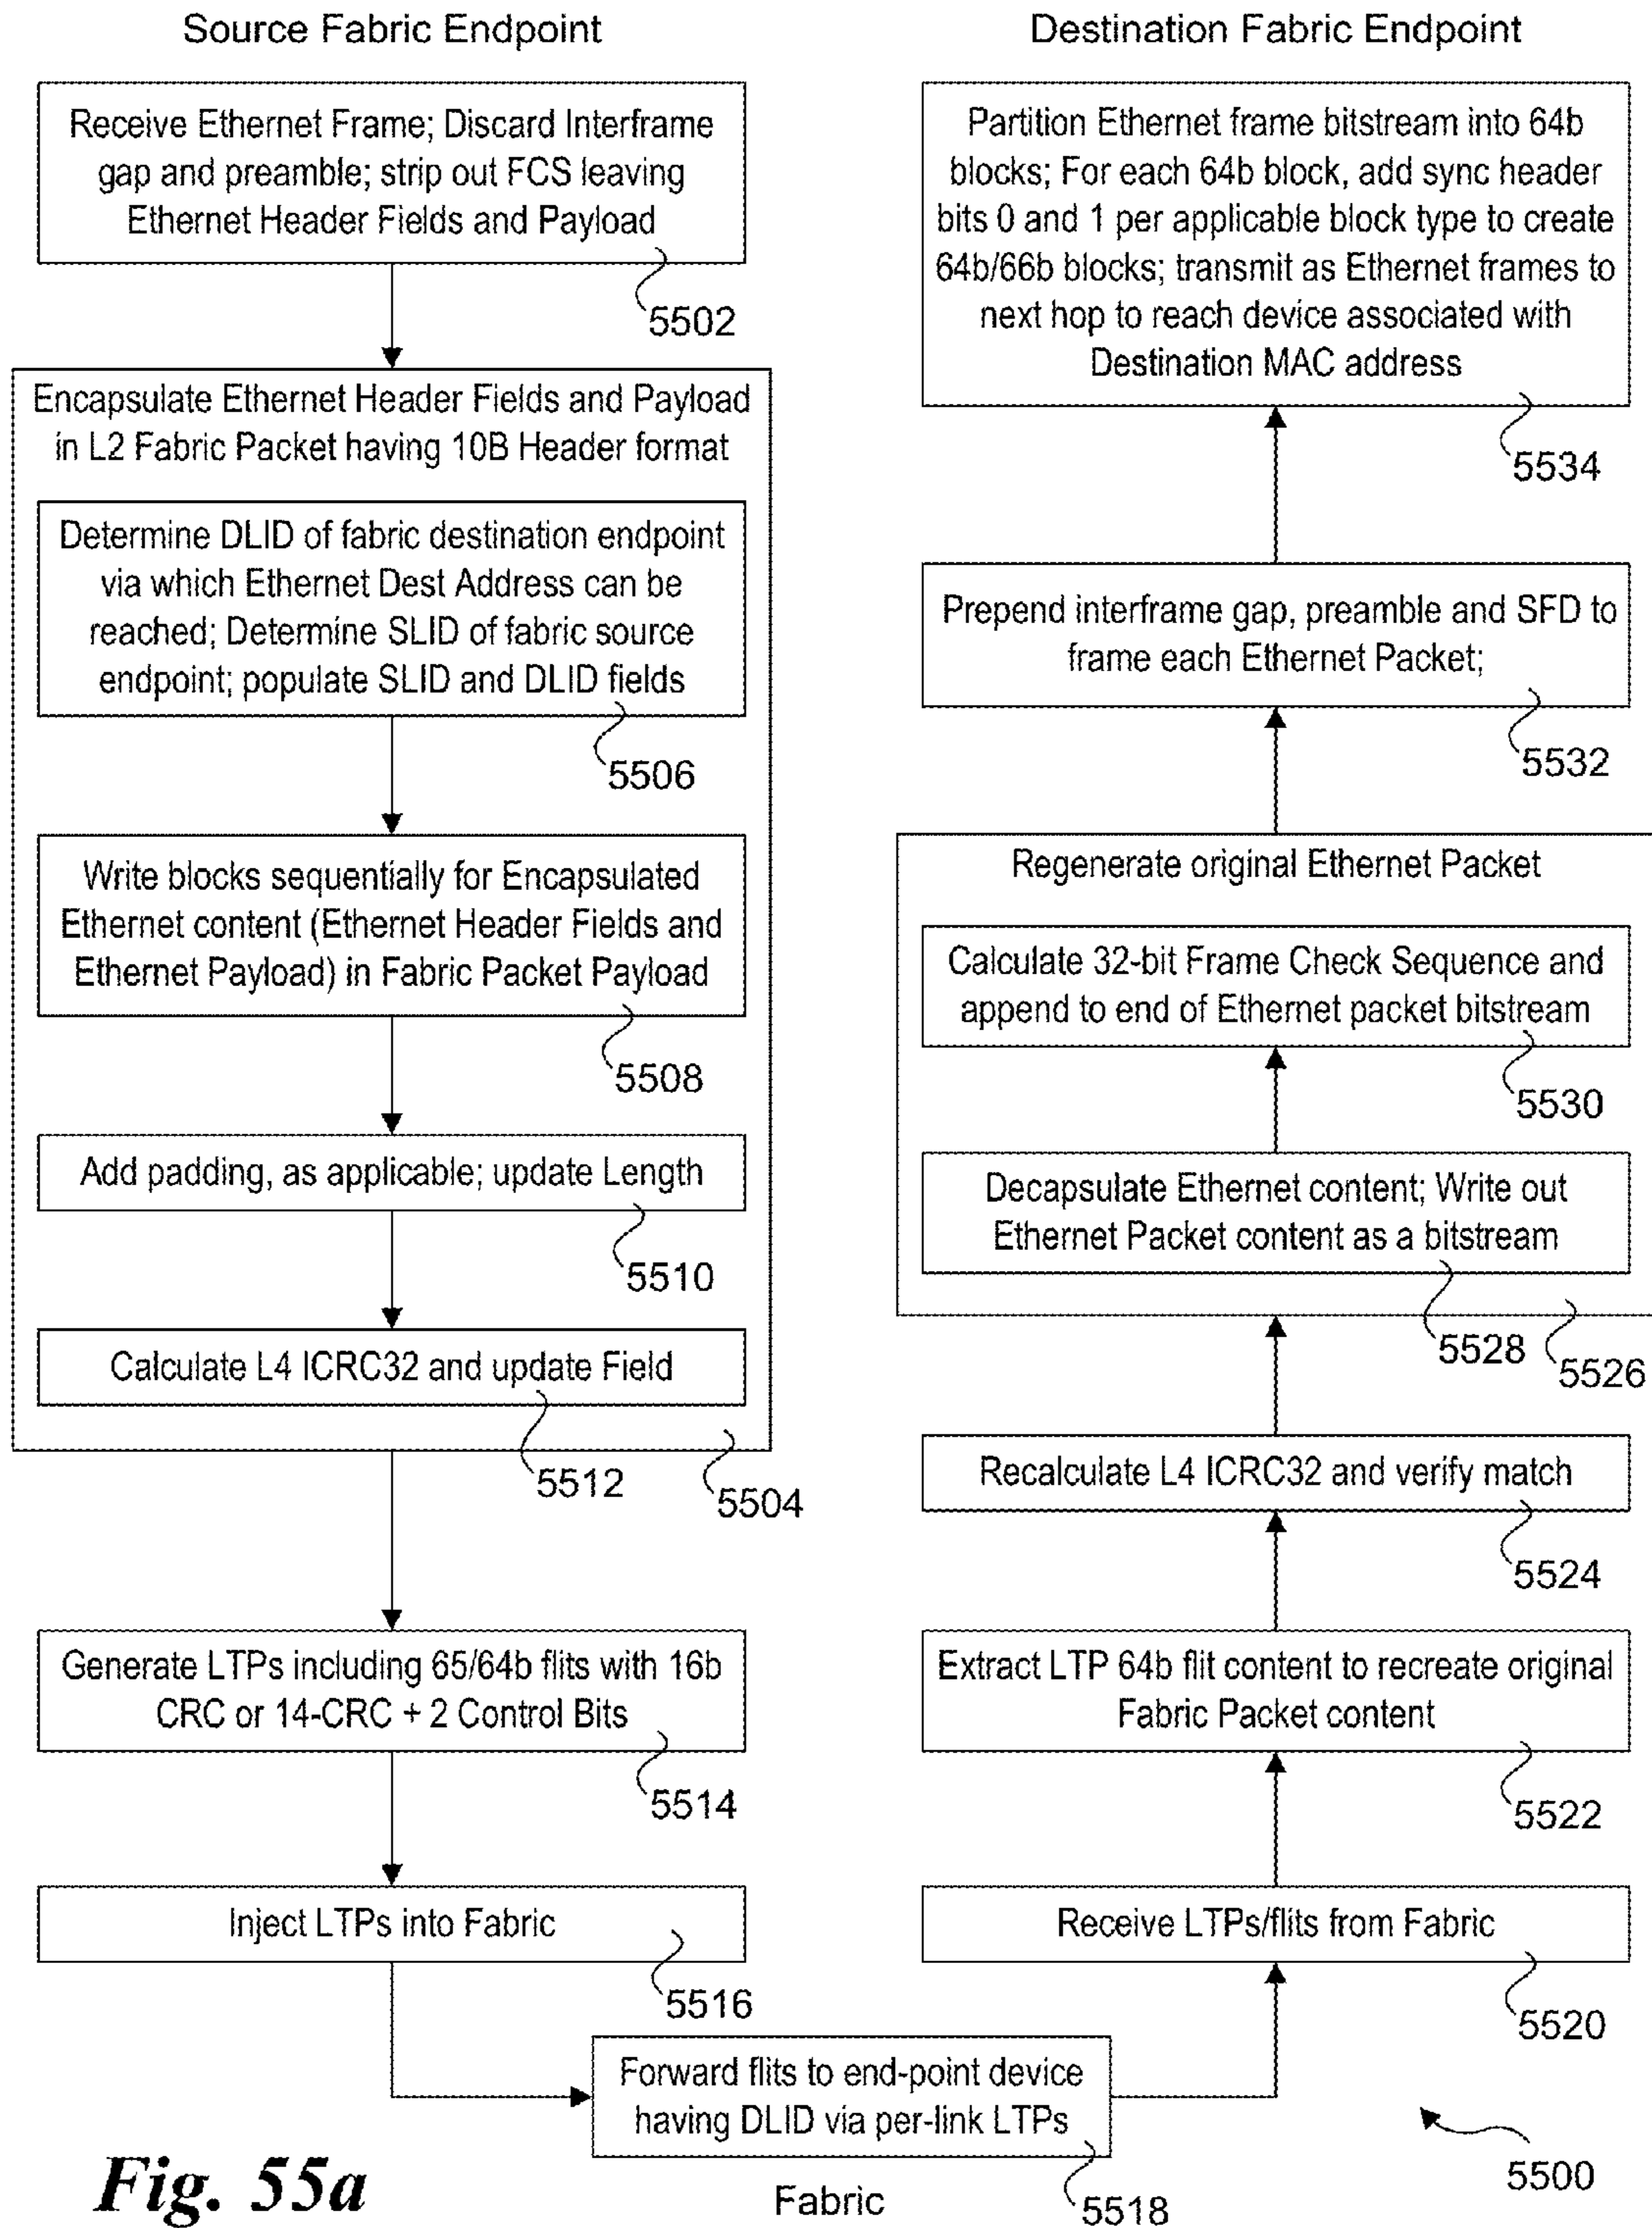 Source Fabric Endpoint
Receive Ethernet Frame; Discard Interframe
gap and preamble; strip out FCS leaving
Ethernet Header Fields and Payload
5502
Encapsulate Ethernet Header Fields and Payload
in L2 Fabric Packet having 10B Header format
Determine DLID of fabric destination endpoint
via which Ethernet Dest Address can be
reached; Determine SLID of fabric source
endpoint; populate SLID and DLID fields
5506
Write blocks sequentially for Encapsulated
Ethernet content (Ethernet Header Fields and
Ethernet Payload) in Fabric Packet Payload
5508
Add padding, as applicable; update Length
5510
Calculate L4 ICRC32 and update Field
5512
5504
Generate LTPs including 65/64b flits with 16b
CRC or 14-CRC + 2 Control Bits
5514
Inject LTPs into Fabric
5516
Forward flits to end-point device
having DLID via per-link LTPs
5518
Fabric
Destination Fabric Endpoint
Partition Ethernet frame bitstream into 64b
blocks; For each 64b block, add sync header
bits 0 and 1 per applicable block type to create
64b/66b blocks; transmit as Ethernet frames to
next hop to reach device associated with
Destination MAC address
5534
Prepend interframe gap, preamble and SFD to
frame each Ethernet Packet;
5532
Regenerate original Ethernet Packet
Calculate 32-bit Frame Check Sequence and
append to end of Ethernet packet bitstream
5530
Decapsulate Ethernet content; Write out
Ethernet Packet content as a bitstream
5528
5526
Recalculate L4 ICRC32 and verify match
5524
Extract LTP 64b flit content to recreate original
Fabric Packet content
5522
Receive LTPs/flits from Fabric
5520
5500
Fig. 55a